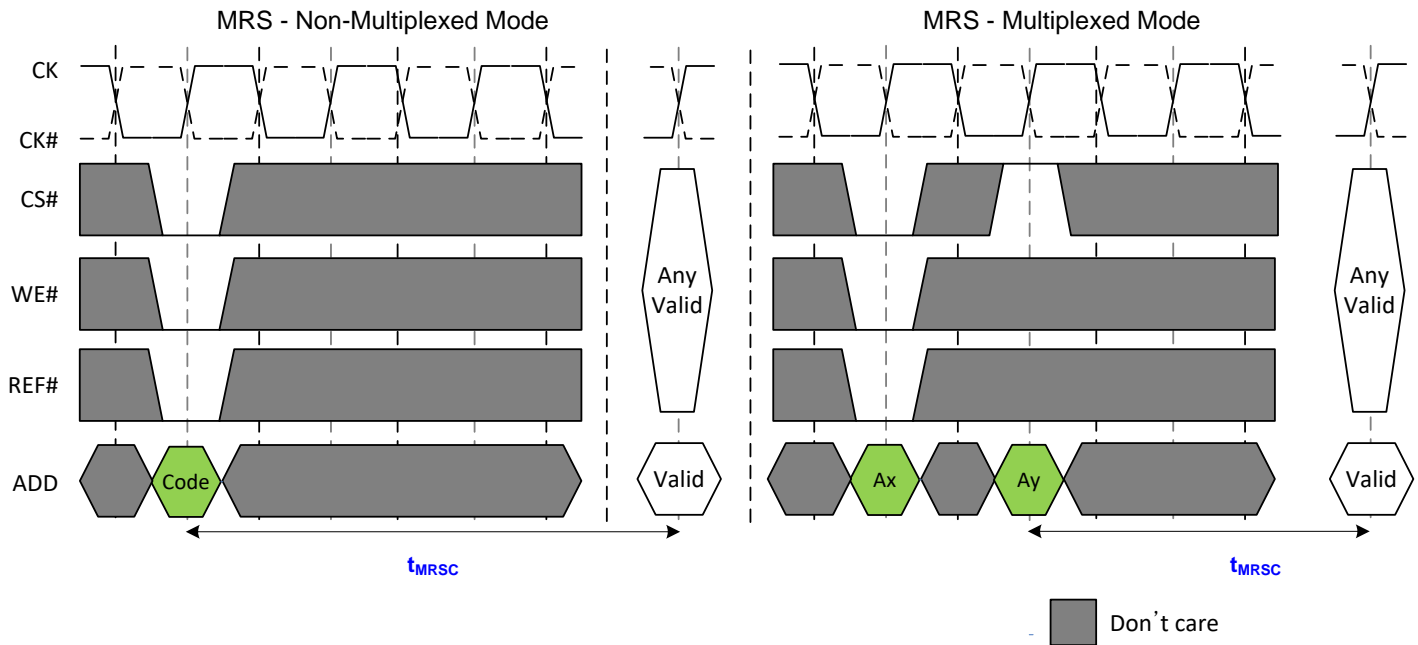 MRS - Non-Multiplexed Mode
MRS - Multiplexed Mode
CK
CK#
CS#
WE#
REF#
ADD
Any
Valid
Any
Valid
Code
Valid
Ax
Ay
Valid
tMRSC
tMRSC
Don't care